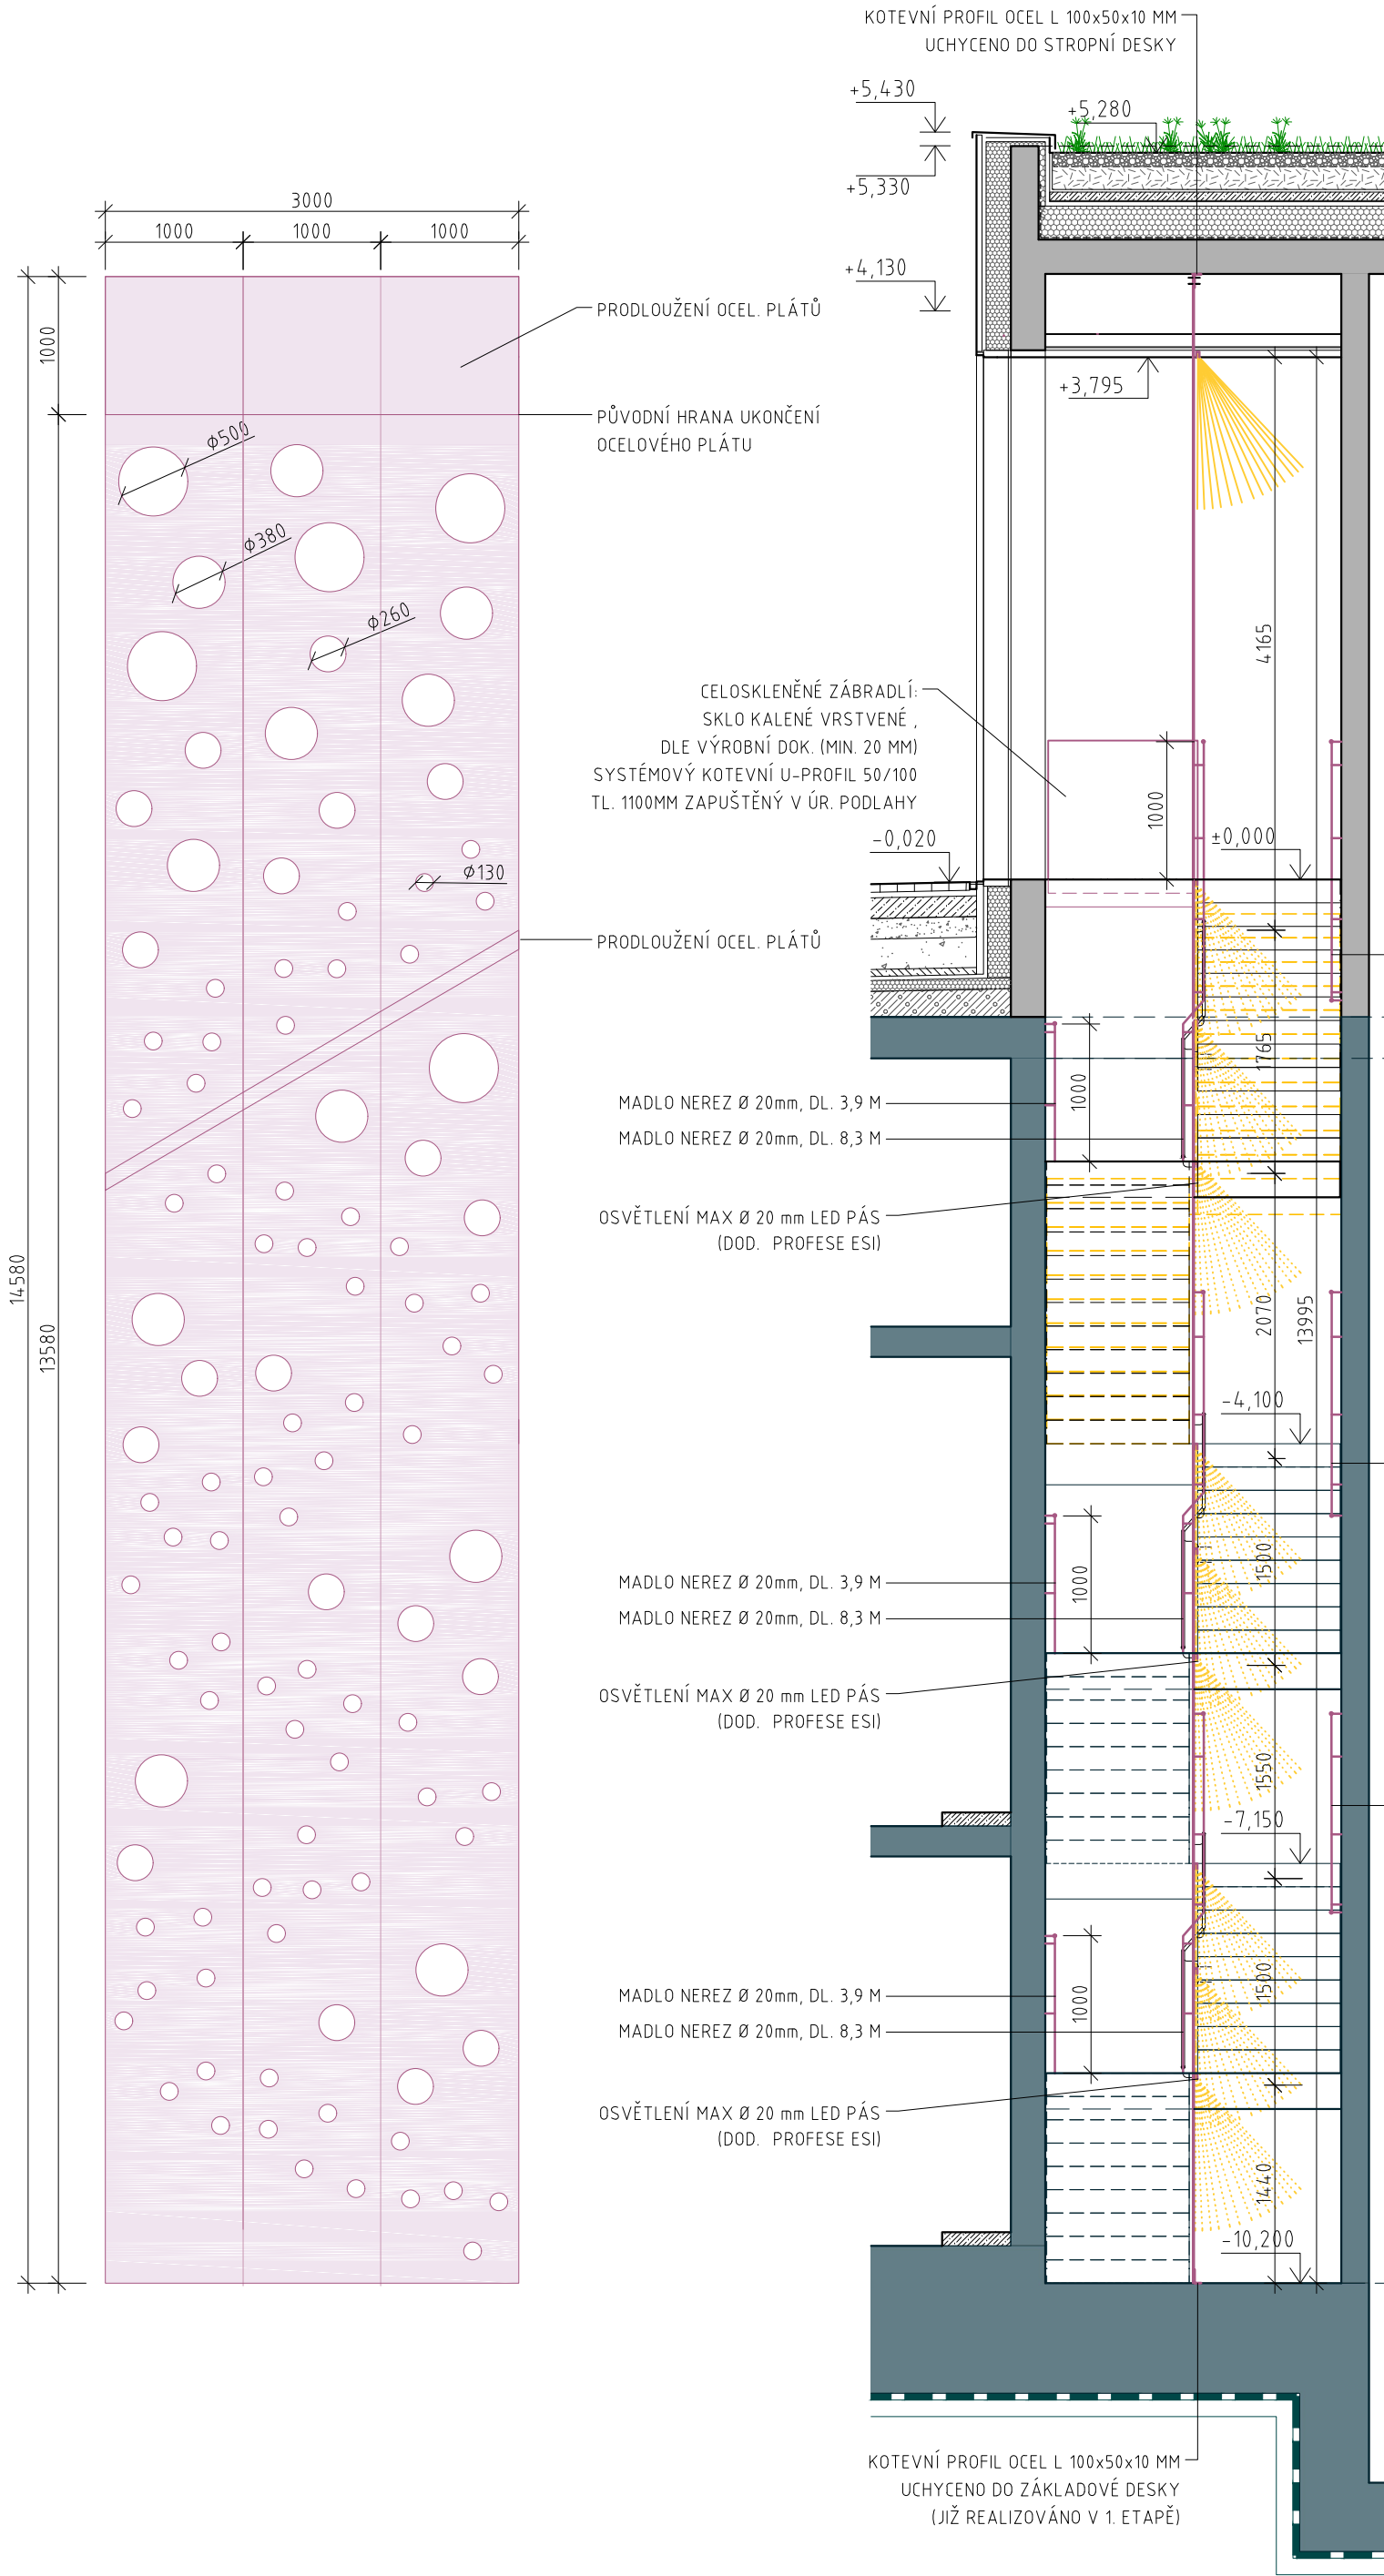 KOTEVNÍ PROFIL OCEL L 100x50x10 MM
UCHYCENO DO STROPNÍ DESKY
+5,430
+5,280
+5,330
3000
1000
1000
1000
+4,130
1000
PRODLOUŽENÍ OCEL. PLÁTŮ
+3,795
PŮVODNÍ HRANA UKONČENÍ
OCELOVÉHO PLÁTU
Φ500
Φ380
Φ260
4165
CELOSKLENĚNÉ ZÁBRADLÍ:
SKLO KALENÉ VRSTVENÉ ,
DLE VÝROBNÍ DOK. (MIN. 20 MM)
SYSTÉMOVÝ KOTEVNÍ U-PROFIL 50/100
TL. 1100MM ZAPUŠTĚNÝ V ÚR. PODLAHY
1000
-0,020
±0,000
Φ130
PRODLOUŽENÍ OCEL. PLÁTŮ
1765
1000
MADLO NEREZ Ø 20mm, DL. 3,9 M
MADLO NEREZ Ø 20mm, DL. 8,3 M
OSVĚTLENÍ MAX Ø 20 mm LED PÁS
(DOD. PROFESE ESI)
14580
13580
2070
13995
-4,100
1500
1000
MADLO NEREZ Ø 20mm, DL. 3,9 M
MADLO NEREZ Ø 20mm, DL. 8,3 M
OSVĚTLENÍ MAX Ø 20 mm LED PÁS
(DOD. PROFESE ESI)
1550
-7,150
1500
1000
MADLO NEREZ Ø 20mm, DL. 3,9 M
MADLO NEREZ Ø 20mm, DL. 8,3 M
OSVĚTLENÍ MAX Ø 20 mm LED PÁS
(DOD. PROFESE ESI)
1440
-10,200
KOTEVNÍ PROFIL OCEL L 100x50x10 MM
UCHYCENO DO ZÁKLADOVÉ DESKY
(JIŽ REALIZOVÁNO V 1. ETAPĚ)